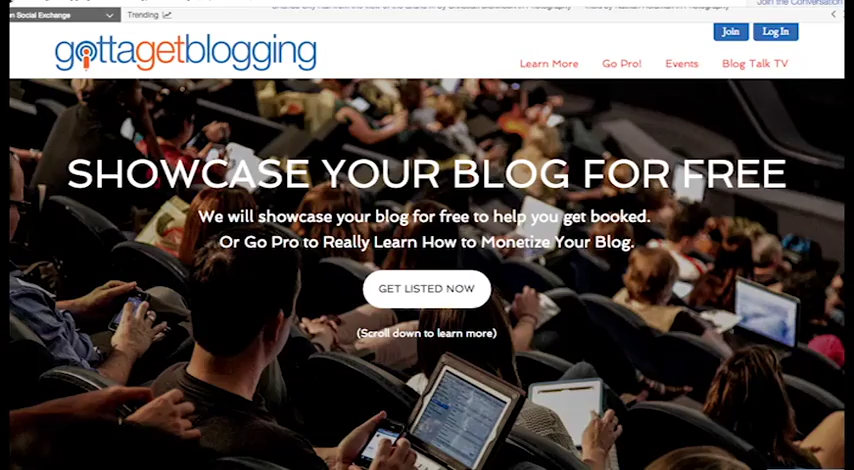 Join the Conversation
on Social Exchange
Trending
Join
Log In
gottagetblogging
Learn More
Go Pro!
Events
Blog Talk TV
SHOWCASE YOUR BLOG FOR FREE
We will showcase your blog for free to help you get booked.
Or Go Pro to Really Learn How to Monetize Your Blog.
GET LISTED NOW
(Scroll down to learn more)